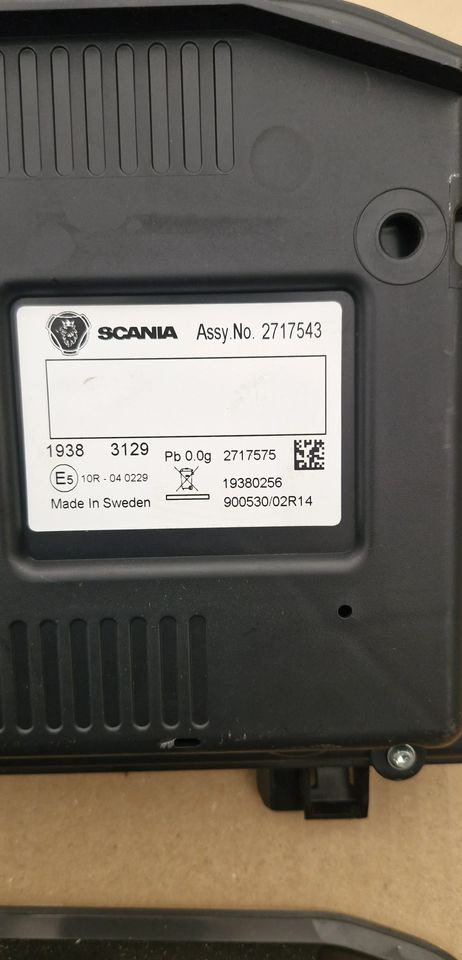 SCANIA Assy.No. 2717543
1938 3129 Pb 0.0g 2717575
E5 10R - 04 0229 19380256
Made In Sweden 900530/02R14